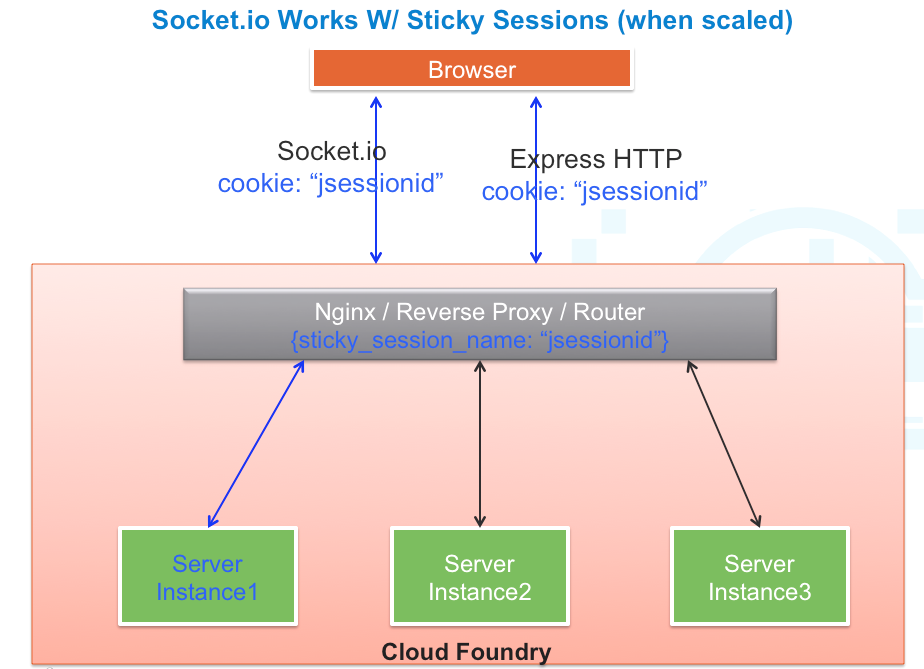 Socket.io Works W/ Sticky Sessions (when scaled)
Browser
Socket.io
cookie: “jsessionid”
Express HTTP
cookie: “jsessionid”
Nginx / Reverse Proxy / Router
{sticky_session_name: “jsessionid”}
Server
Instance1
Server
Instance2
Server
Instance3
Cloud Foundry